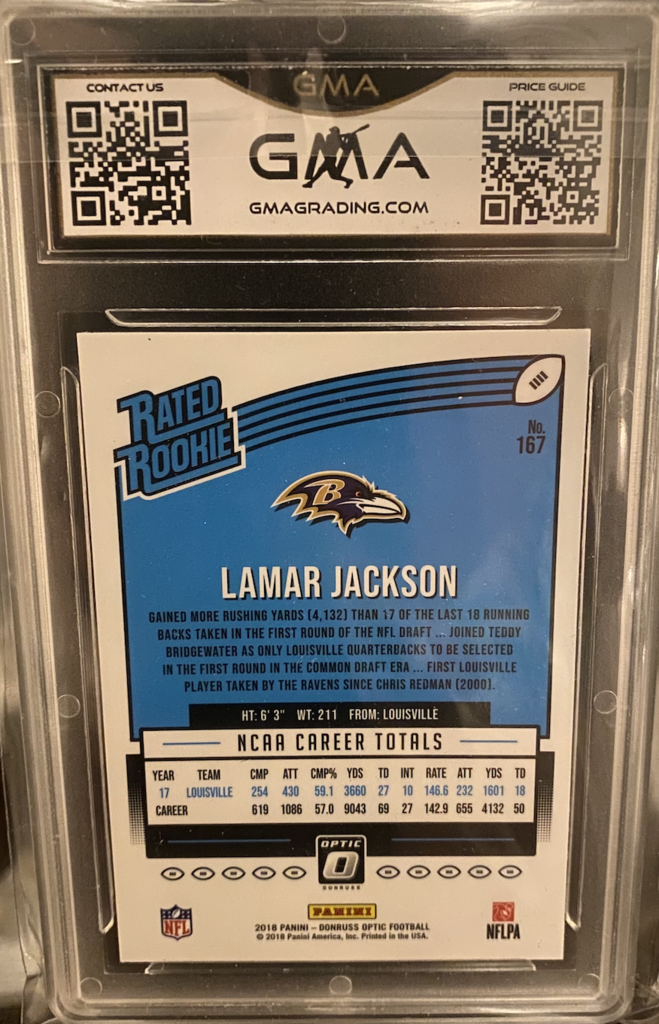 CONTACT US
GMA
PRICE GUIDE
GMA
GMAGRADING.COM
RATED
ROOKIE
No.
167
B
LAMAR JACKSON
GAINED MORE RUSHING YARDS (4,132) THAN 17 OF THE LAST 18 RUNNING
BACKS TAKEN IN THE FIRST ROUND OF THE NFL DRAFT ... JOINED TEDDY
BRIDGEWATER AS ONLY LOUISVILLE QUARTERBACKS TO BE SELECTED
IN THE FIRST ROUND IN THE COMMON DRAFT ERA ... FIRST LOUISVILLE
PLAYER TAKEN BY THE RAVENS SINCE CHRIS REDMAN (2000).
HT: 6' 3" WT: 211 FROM: LOUISVILLE
NCAA CAREER TOTALS
YEAR TEAM CMP ATT CMP% YDS TD INT RATE ATT YDS TD
17 LOUISVILLE 254 430 59.1 3660 27 10 146.6 232 1601 18
CAREER 619 1086 57.0 9043 69 27 142.9 655 4132 50
OPTIC
O
DONRUSS
NFL
PANINI
2018 PANINI – DONRUSS OPTIC FOOTBALL
© 2018 Panini America, Inc. Printed in the USA.
NFLPA